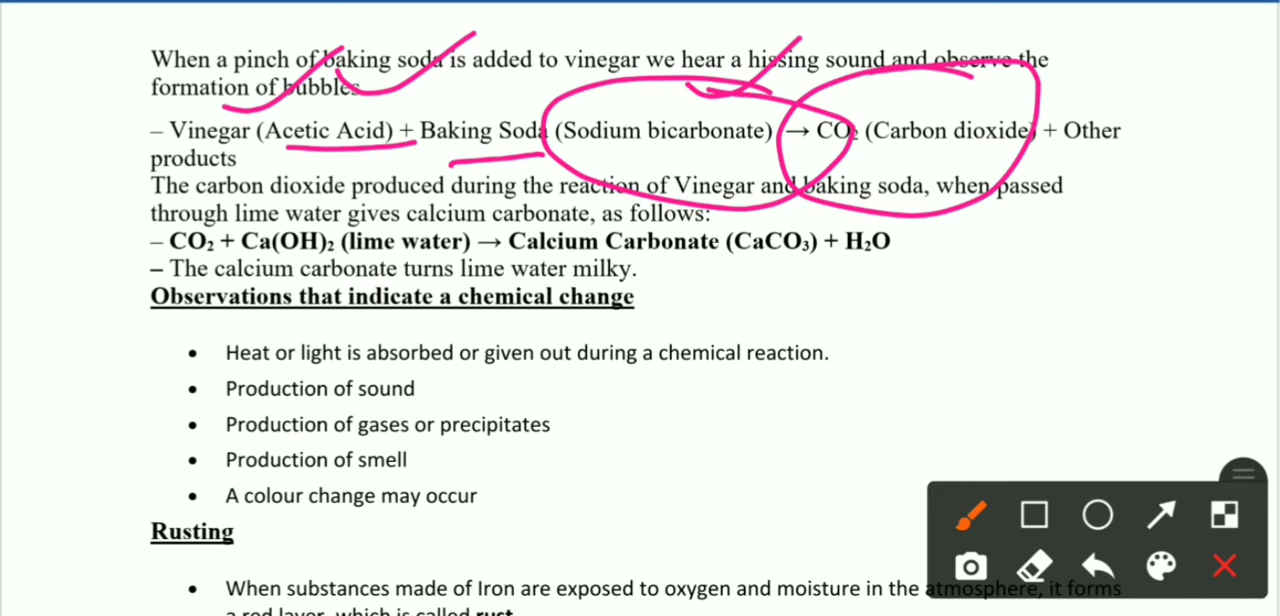 When a pinch of baking soda is added to vinegar we hear a hissing sound and observe the
formation of bubbles.
– Vinegar (Acetic Acid) + Baking Soda (Sodium bicarbonate) → CO₂ (Carbon dioxide) + Other
products
The carbon dioxide produced during the reaction of Vinegar and baking soda, when passed
through lime water gives calcium carbonate, as follows:
– CO₂ + Ca(OH)₂ (lime water) → Calcium Carbonate (CaCO₃) + H₂O
– The calcium carbonate turns lime water milky.
Observations that indicate a chemical change
• Heat or light is absorbed or given out during a chemical reaction.
• Production of sound
• Production of gases or precipitates
• Production of smell
• A colour change may occur
Rusting
• When substances made of Iron are exposed to oxygen and moisture in the atmosphere, it forms
a red layer, which is called rust.